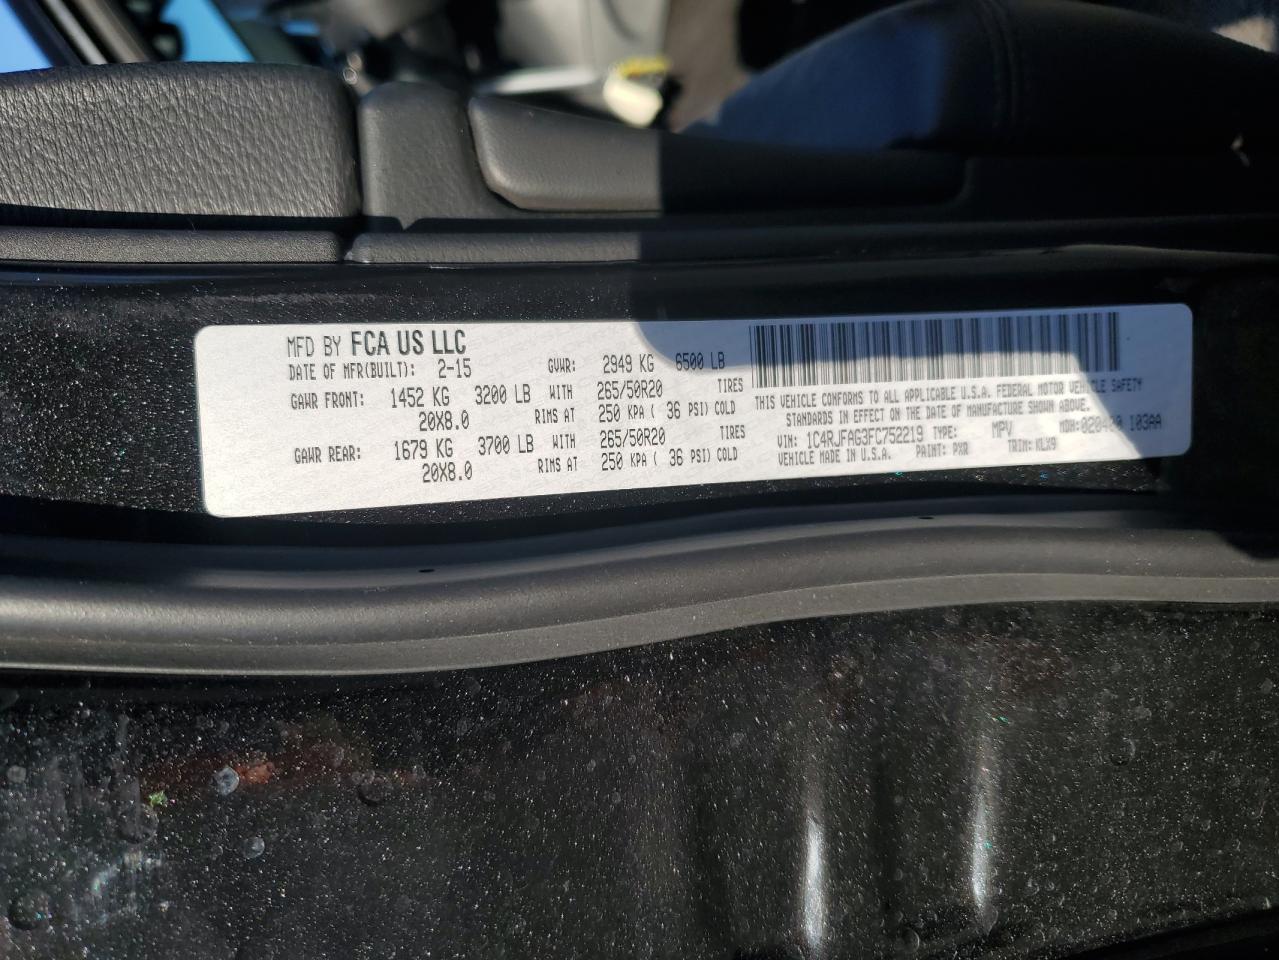 MFD BY FCA US LLC
DATE OF MFR(BUILT): 2-15 GVWR: 2949 KG 6500 LB
GAWR FRONT: 1452 KG 3200 LB WITH 265/50R20 TIRES
20X8.0 RIMS AT 250 KPA ( 36 PSI) COLD
GAWR REAR: 1679 KG 3700 LB WITH 265/50R20 TIRES
20X8.0 RIMS AT 250 KPA ( 36 PSI) COLD
THIS VEHICLE CONFORMS TO ALL APPLICABLE U.S.A. FEDERAL MOTOR VEHICLE SAFETY
STANDARDS IN EFFECT ON THE DATE OF MANUFACTURE SHOWN ABOVE.
VIN: 1C4RJFAG3FC752219 TYPE: MPV MDH: 103AA
VEHICLE MADE IN U.S.A. PAINT: PXR TRIM: KLX9